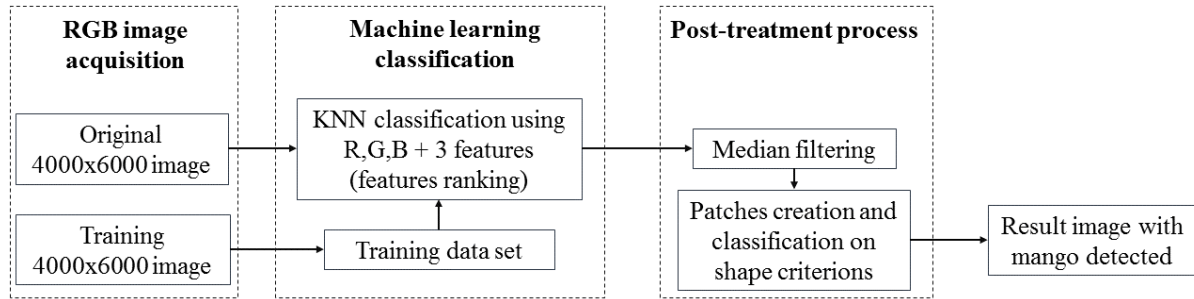 RGB image
acquisition
Original
4000x6000 image
Training
4000x6000 image
Machine learning
classification
KNN classification using
R,G,B + 3 features
(features ranking)
Training data set
Post-treatment process
Median filtering
Patches creation and
classification on
shape criterions
Result image with
mango detected